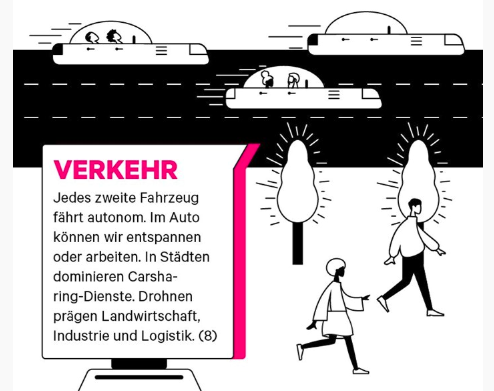 VERKEHR
Jedes zweite Fahrzeug
fährt autonom. Im Auto
können wir entspannen
oder arbeiten. In Städten
dominieren Carsha-
ring-Dienste. Drohnen
prägen Landwirtschaft,
Industrie und Logistik. (8)